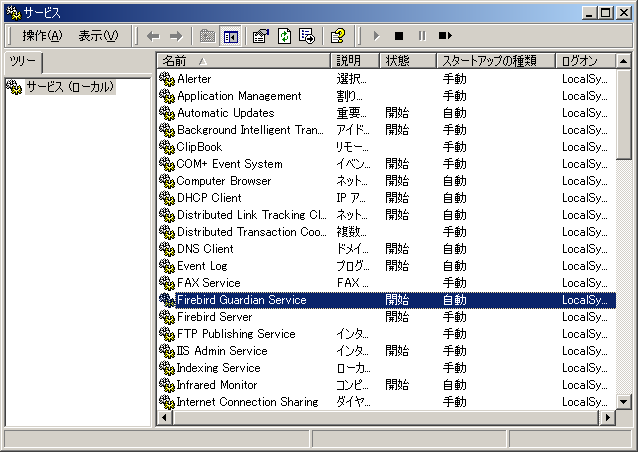 サービス
操作(A) 表示(V)
ツリー
サービス (ローカル)
名前 説明 状態 スタートアップの種類 ログオン
Alerter 選択... 手動 LocalSy...
Application Management 割り... 手動 LocalSy...
Automatic Updates 重要... 開始 自動 LocalSy...
Background Intelligent Tran... アイド... 開始 手動 LocalSy...
ClipBook リモー... 手動 LocalSy...
COM+ Event System イベン... 開始 手動 LocalSy...
Computer Browser ネット... 開始 自動 LocalSy...
DHCP Client IP ア... 開始 自動 LocalSy...
Distributed Link Tracking Cl... ネット... 開始 自動 LocalSy...
Distributed Transaction Coo... 複数... 手動 LocalSy...
DNS Client ドメイ... 開始 自動 LocalSy...
Event Log プログ... 開始 自動 LocalSy...
FAX Service FAX ... 手動 LocalSy...
Firebird Guardian Service 開始 自動 LocalSy...
Firebird Server 開始 手動 LocalSy...
FTP Publishing Service インタ... 手動 LocalSy...
IIS Admin Service インタ... 開始 自動 LocalSy...
Indexing Service ローカ... 手動 LocalSy...
Infrared Monitor コンピ... 開始 自動 LocalSy...
Internet Connection Sharing ダイヤ... 手動 LocalSy...